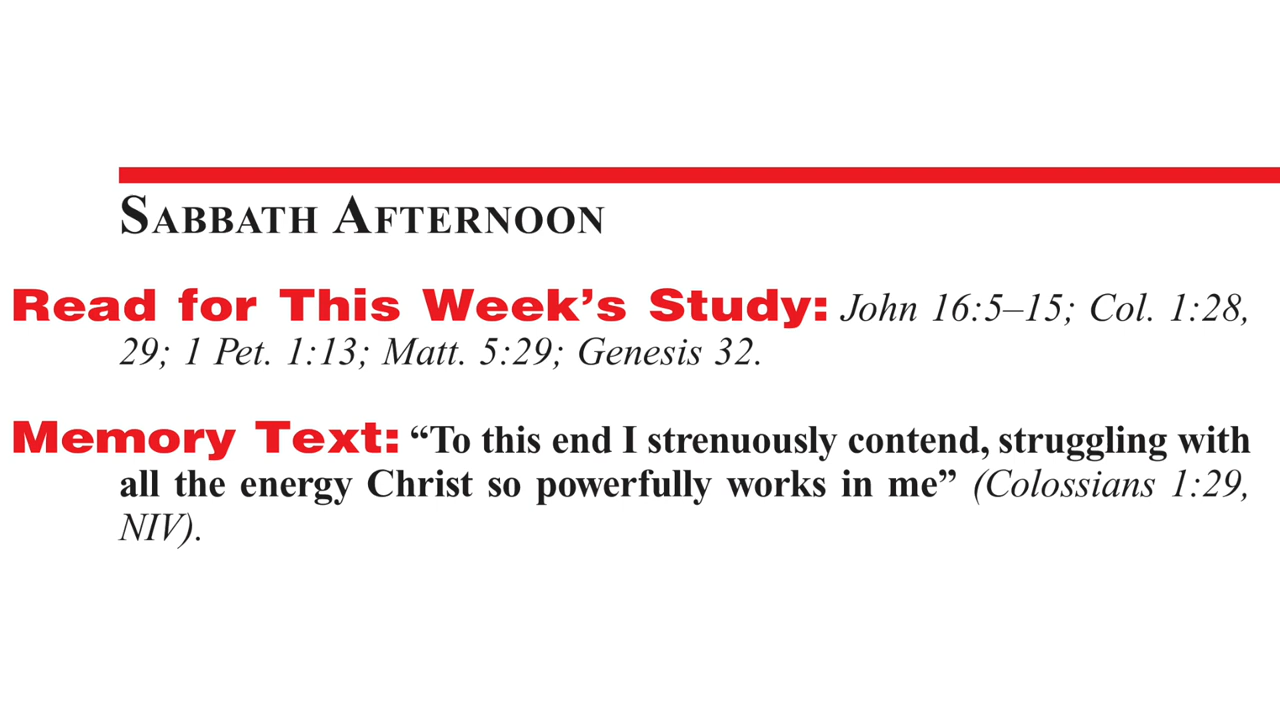 SABBATH AFTERNOON
Read for This Week’s Study: John 16:5–15; Col. 1:28,
29; 1 Pet. 1:13; Matt. 5:29; Genesis 32.
Memory Text: “To this end I strenuously contend, struggling with
all the energy Christ so powerfully works in me” (Colossians 1:29,
NIV).